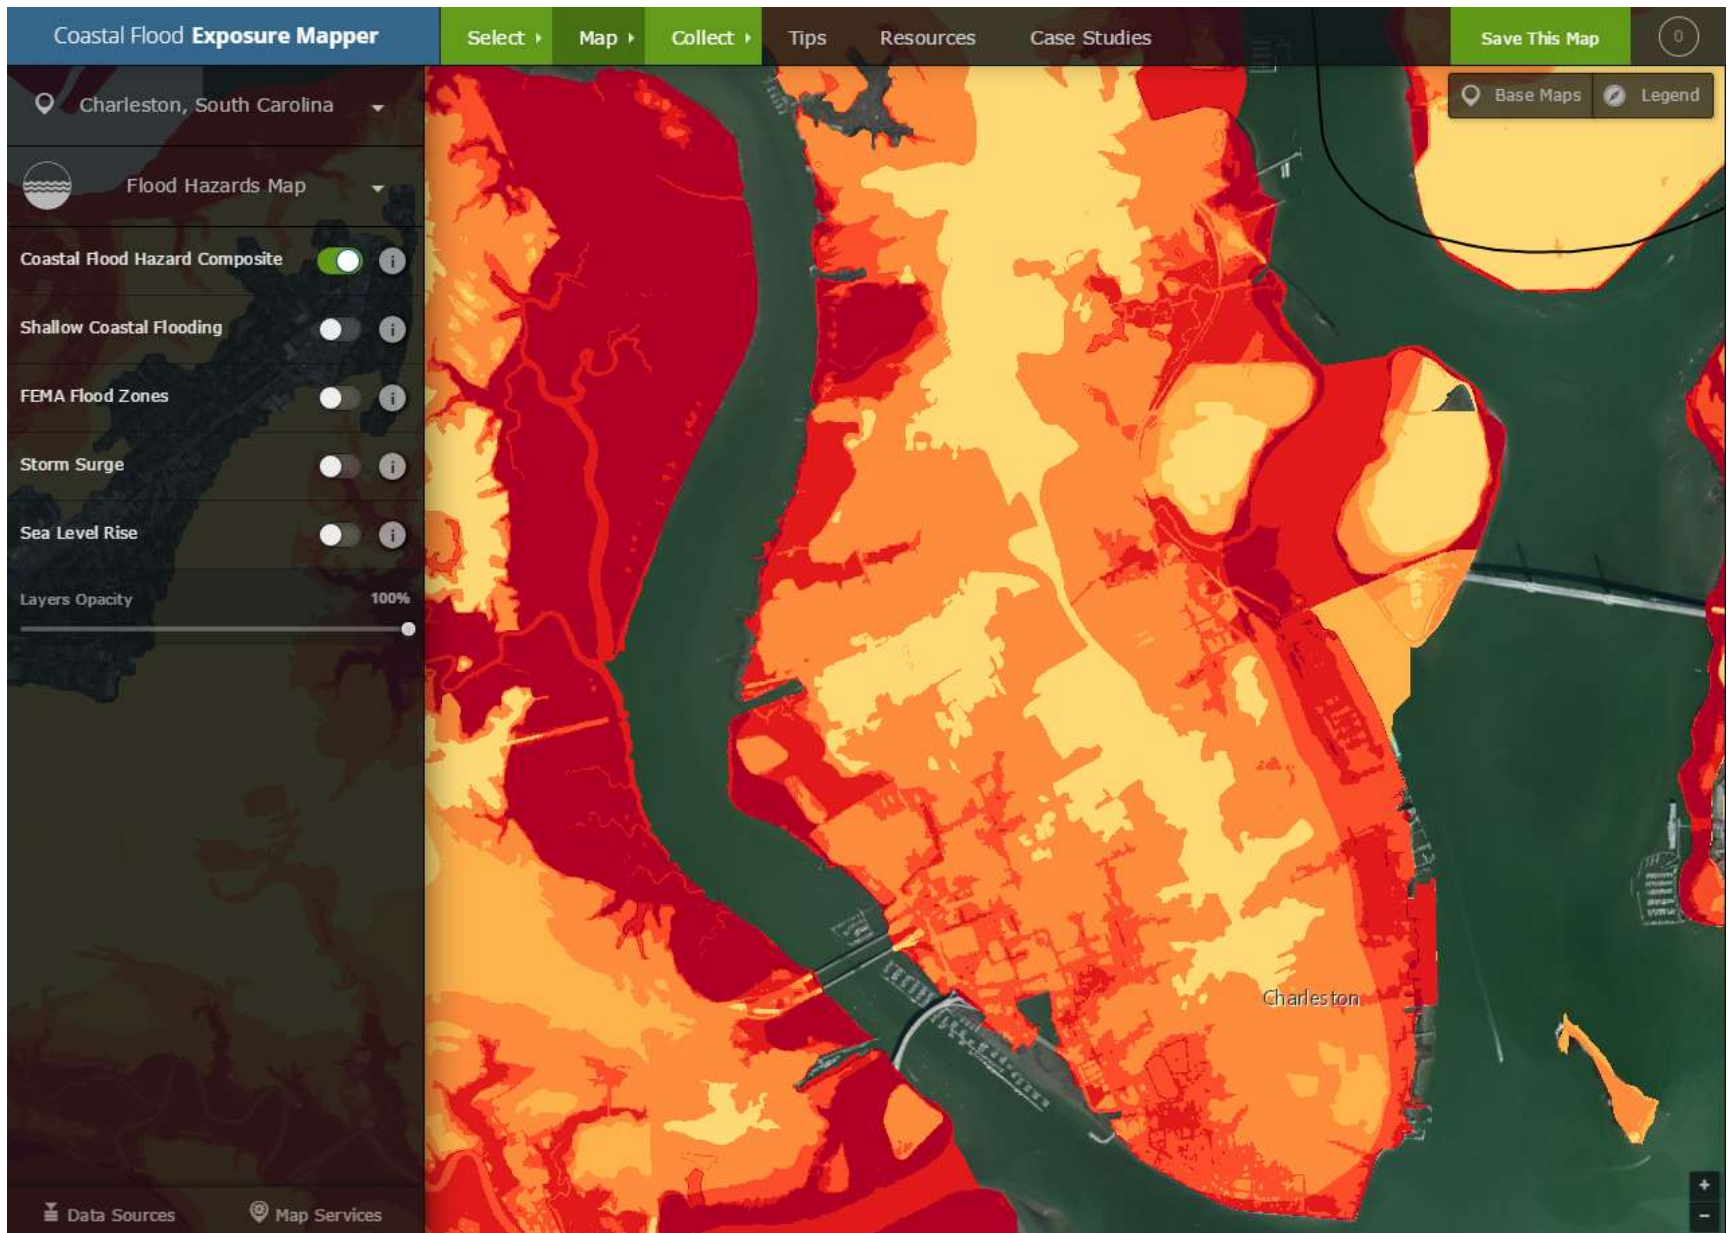 Coastal Flood Exposure Mapper
Select
Map
Collect
Tips
Resources
Case Studies
Save This Map
0
Charleston, South Carolina
Base Maps
Legend
Flood Hazards Map
Coastal Flood Hazard Composite
i
Shallow Coastal Flooding
i
FEMA Flood Zones
i
Storm Surge
i
Sea Level Rise
i
Layers Opacity
100%
Charleston
+
−
Data Sources
Map Services